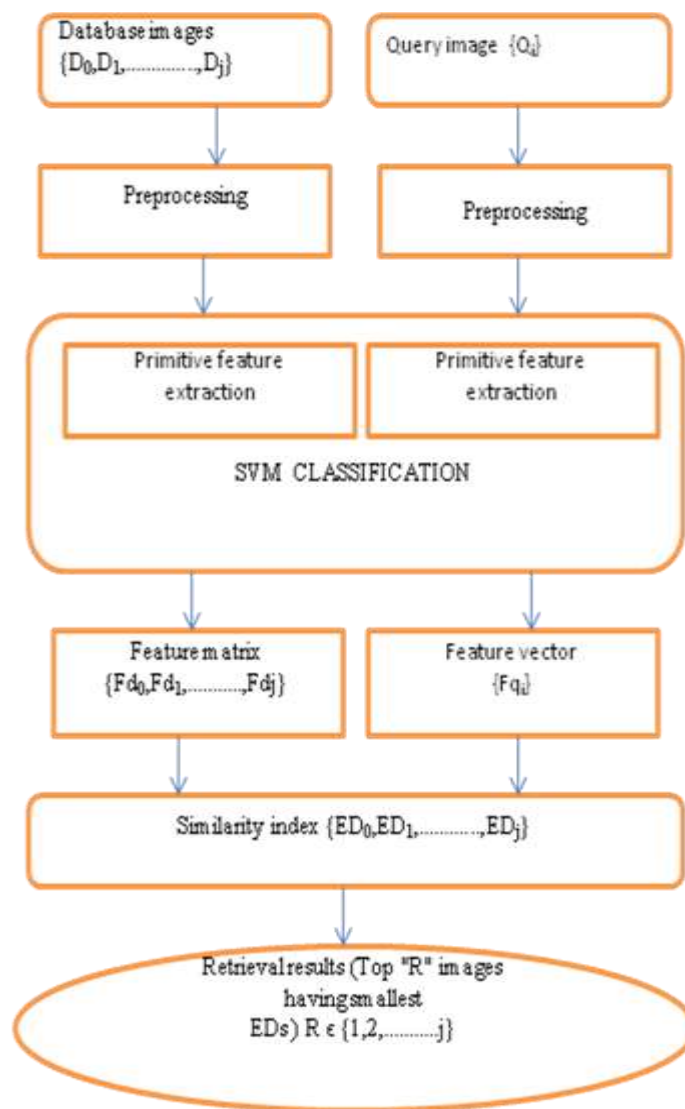 Database images
{D₀,D₁,..............,Dⱼ}
Query image {Qᵢ}
Preprocessing
Preprocessing
Primitive feature
extraction
Primitive feature
extraction
SVM CLASSIFICATION
Feature matrix
{Fd₀,Fd₁,............,Fdj}
Feature vector
{Fqᵢ}
Similarity index {ED₀,ED₁,............,EDⱼ}
Retrieval results (Top "R" images
havingsmallest
EDs) R ϵ {1,2,...........j}